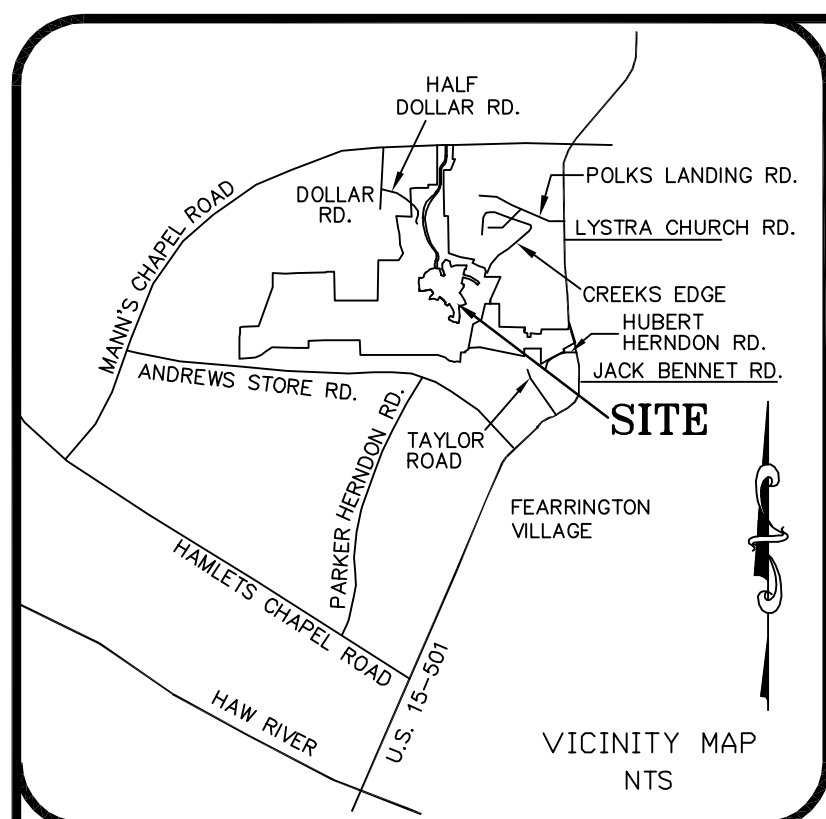 HALF
DOLLAR RD.
POLKS LANDING RD.
DOLLAR
RD.
LYSTRA CHURCH RD.
MANN'S CHAPEL ROAD
CREEKS EDGE
HUBERT
HERNDON RD.
JACK BENNET RD.
ANDREWS STORE RD.
SITE
TAYLOR
ROAD
PARKER HERNDON RD.
FEARRINGTON
VILLAGE
HAMLETS CHAPEL ROAD
U.S. 15-501
HAW RIVER
VICINITY MAP
NTS